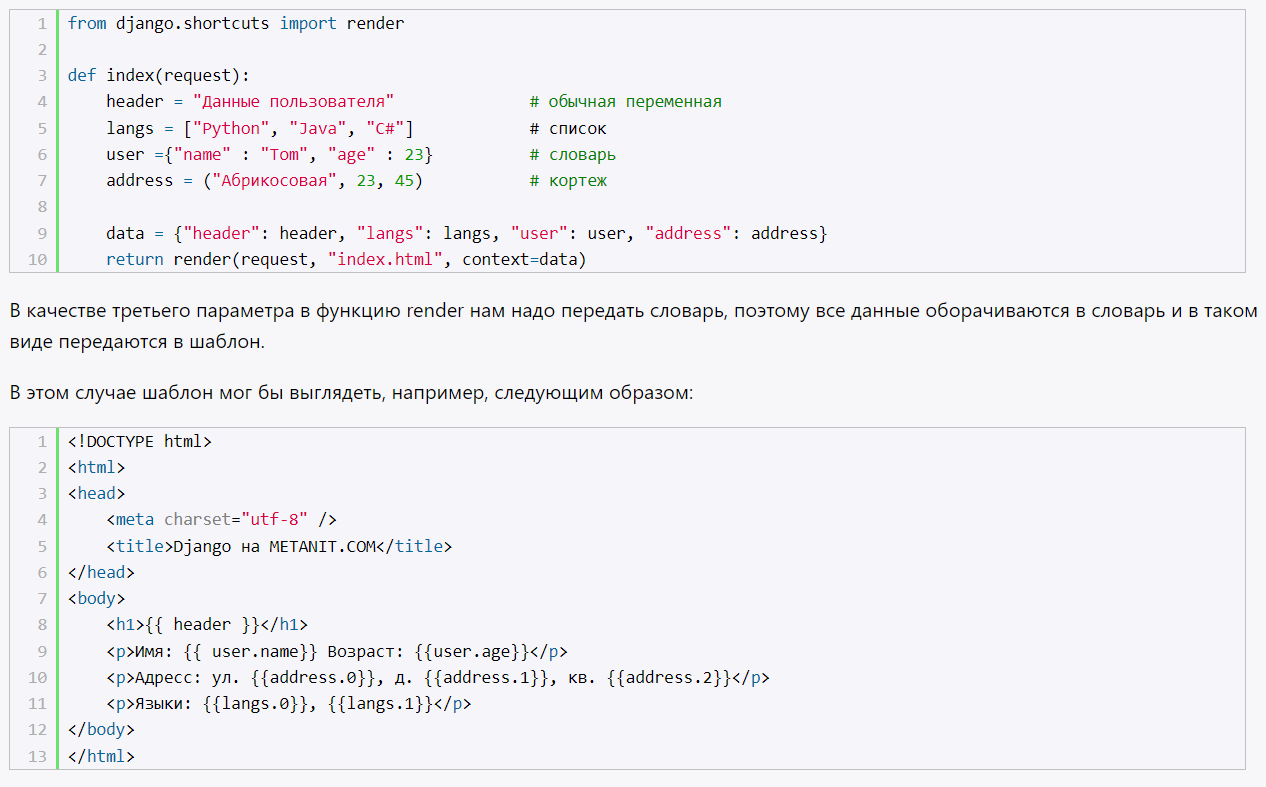 1 from django.shortcuts import render
2
3 def index(request):
4     header = "Данные пользователя"              # обычная переменная
5     langs = ["Python", "Java", "C#"]            # список
6     user ={"name" : "Tom", "age" : 23}          # словарь
7     address = ("Абрикосовая", 23, 45)           # кортеж
8
9     data = {"header": header, "langs": langs, "user": user, "address": address}
10     return render(request, "index.html", context=data)
В качестве третьего параметра в функцию render нам надо передать словарь, поэтому все данные оборачиваются в словарь и в таком
виде передаются в шаблон.
В этом случае шаблон мог бы выглядеть, например, следующим образом:
1 <!DOCTYPE html>
2 <html>
3 <head>
4     <meta charset="utf-8" />
5     <title>Django на METANIT.COM</title>
6 </head>
7 <body>
8     <h1>{{ header }}</h1>
9     <p>Имя: {{ user.name}} Возраст: {{user.age}}</p>
10     <p>Адресс: ул. {{address.0}}, д. {{address.1}}, кв. {{address.2}}</p>
11     <p>Языки: {{langs.0}}, {{langs.1}}</p>
12 </body>
13 </html>